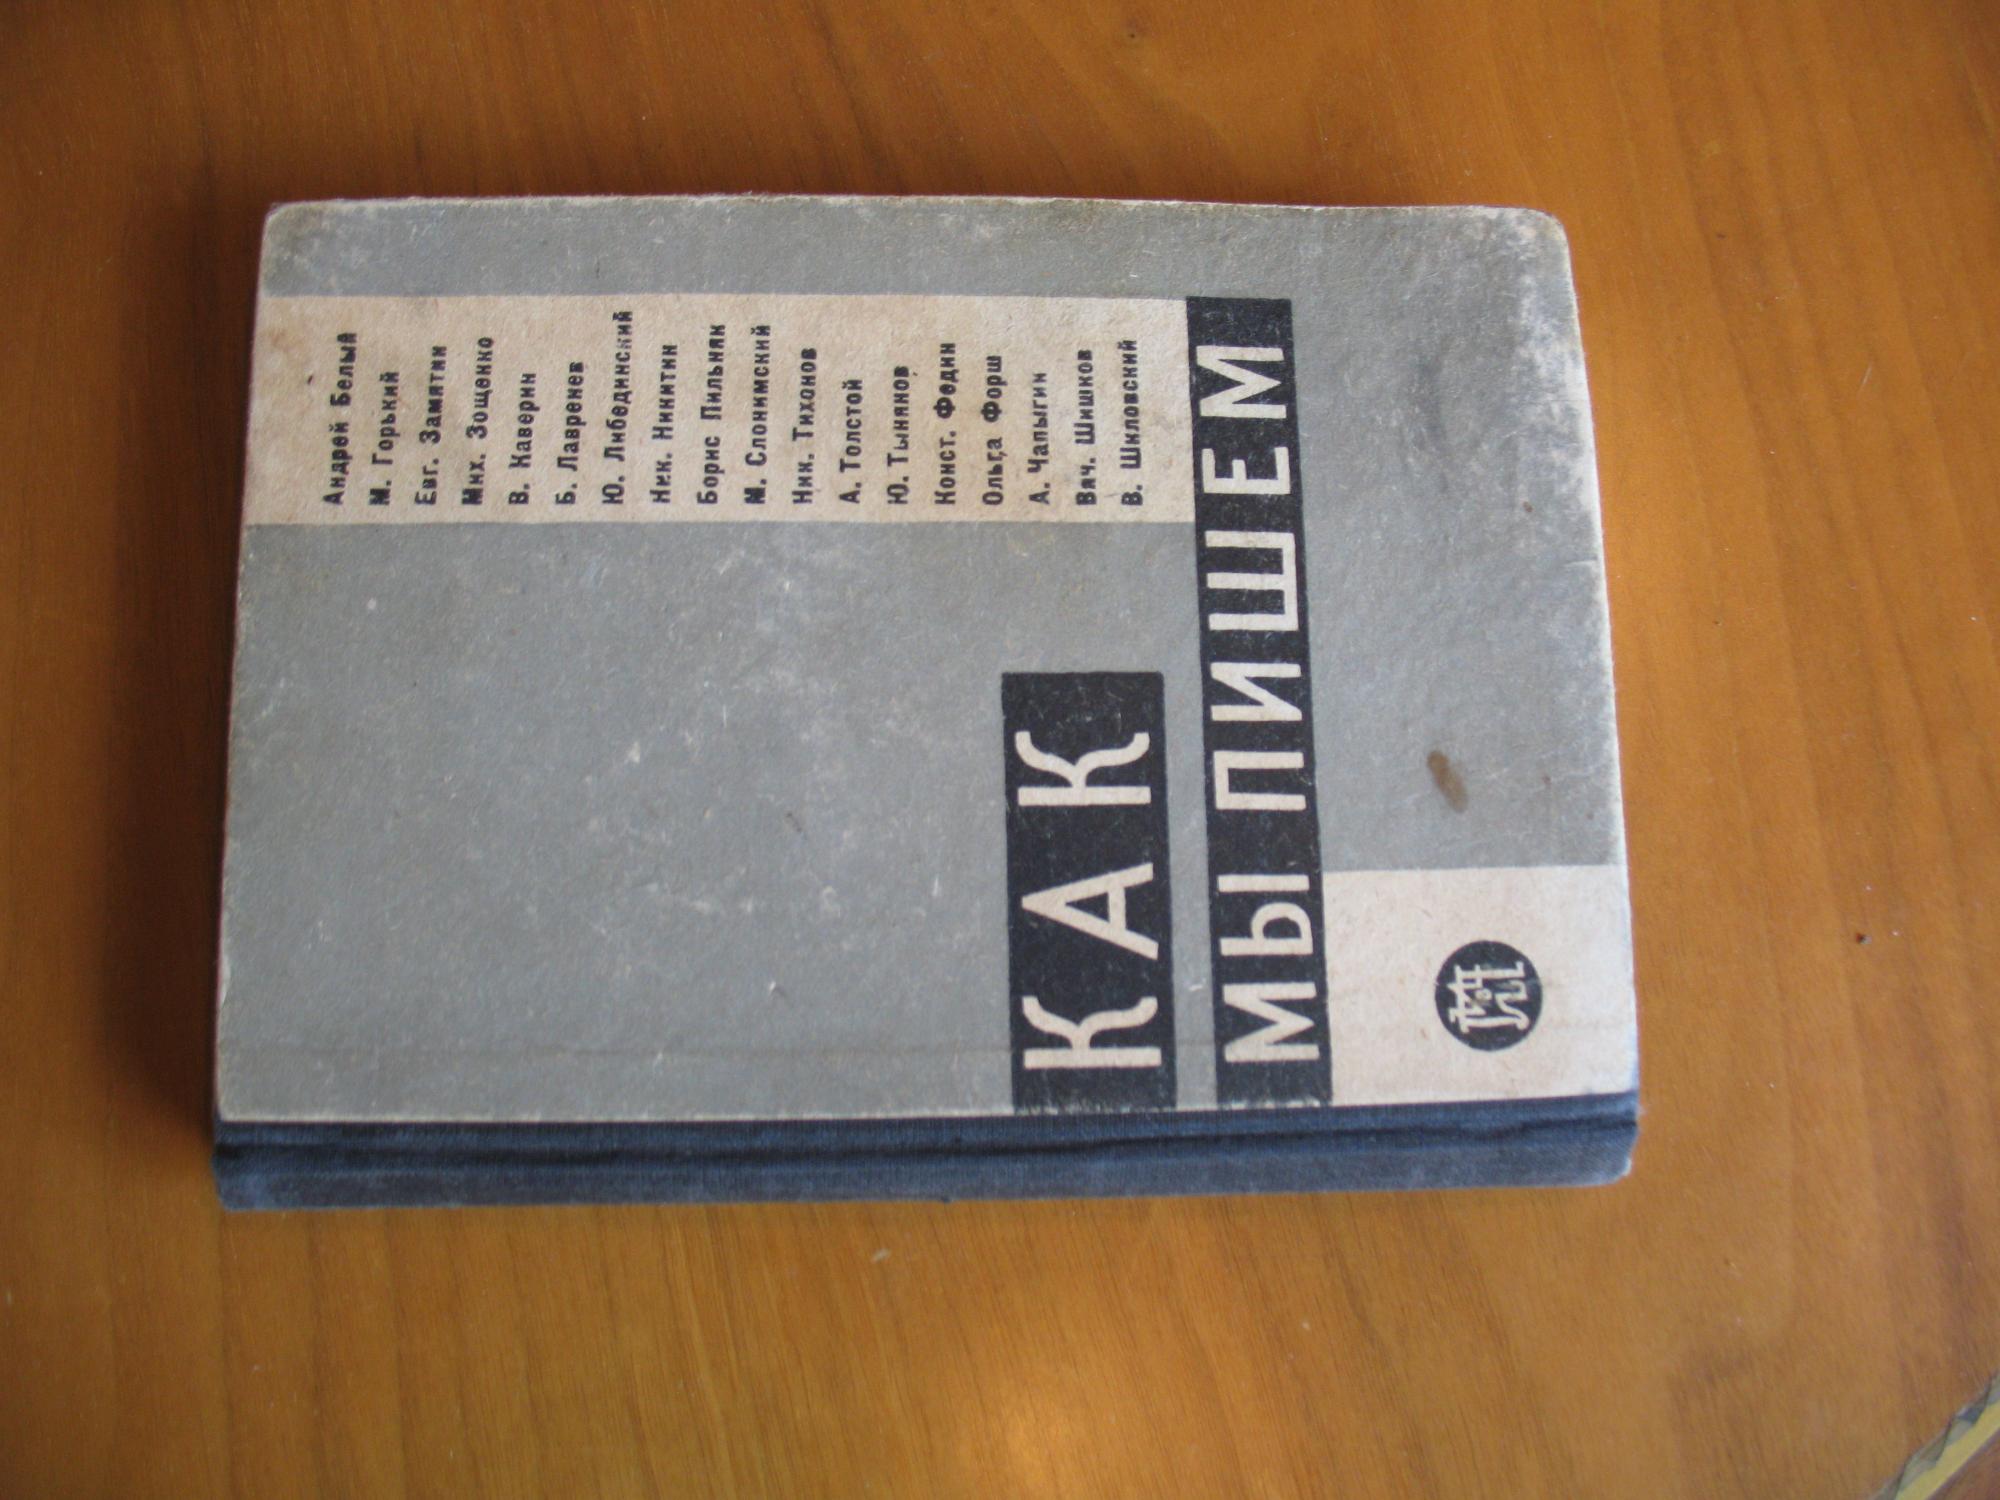 Андрей Белый
М. Горький
Евг. Замятин
Мих. Зощенко
В. Каверин
Б. Лавренев
Ю. Либединский
Ник. Никитин
Борис Пильняк
М. Слонимский
Ник. Тихонов
А. Толстой
Ю. Тынянов
Конст. Федин
Ольга Форш
А. Чапыгин
Вяч. Шишков
В. Шкловский
КАК
МЫ ПИШЕМ